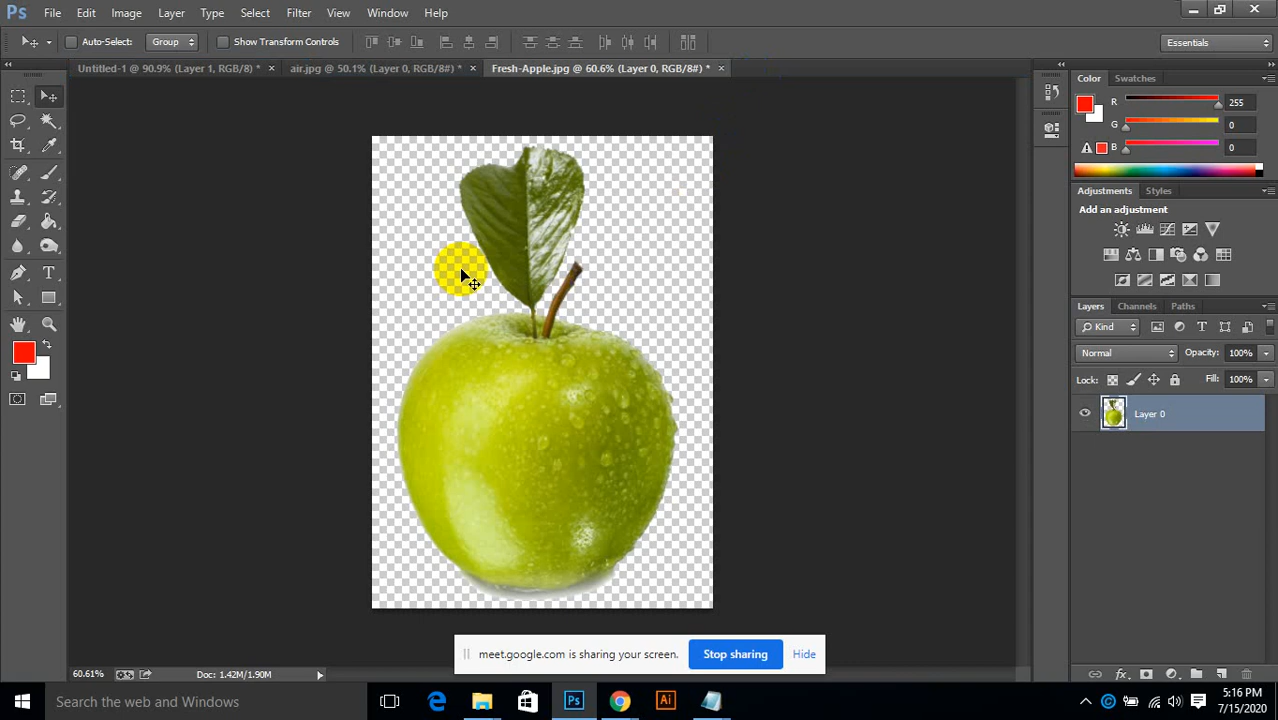 Ps File Edit Image Layer Type Select Filter View Window Help
Auto-Select: Group Show Transform Controls Essentials
Untitled-1 @ 90.9% (Layer 1, RGB/8) * × air.jpg @ 50.1% (Layer 0, RGB/8#) * × Fresh-Apple.jpg @ 60.6% (Layer 0, RGB/8#) * ×
Color Swatches
R 255
G 0
B 0
Adjustments Styles
Add an adjustment
Layers Channels Paths
Kind
Normal Opacity: 100%
Lock: Fill: 100%
Layer 0
meet.google.com is sharing your screen. Stop sharing Hide
60.61% Doc: 1.42M/1.90M
Search the web and Windows
Ps Ai
5:16 PM
7/15/2020